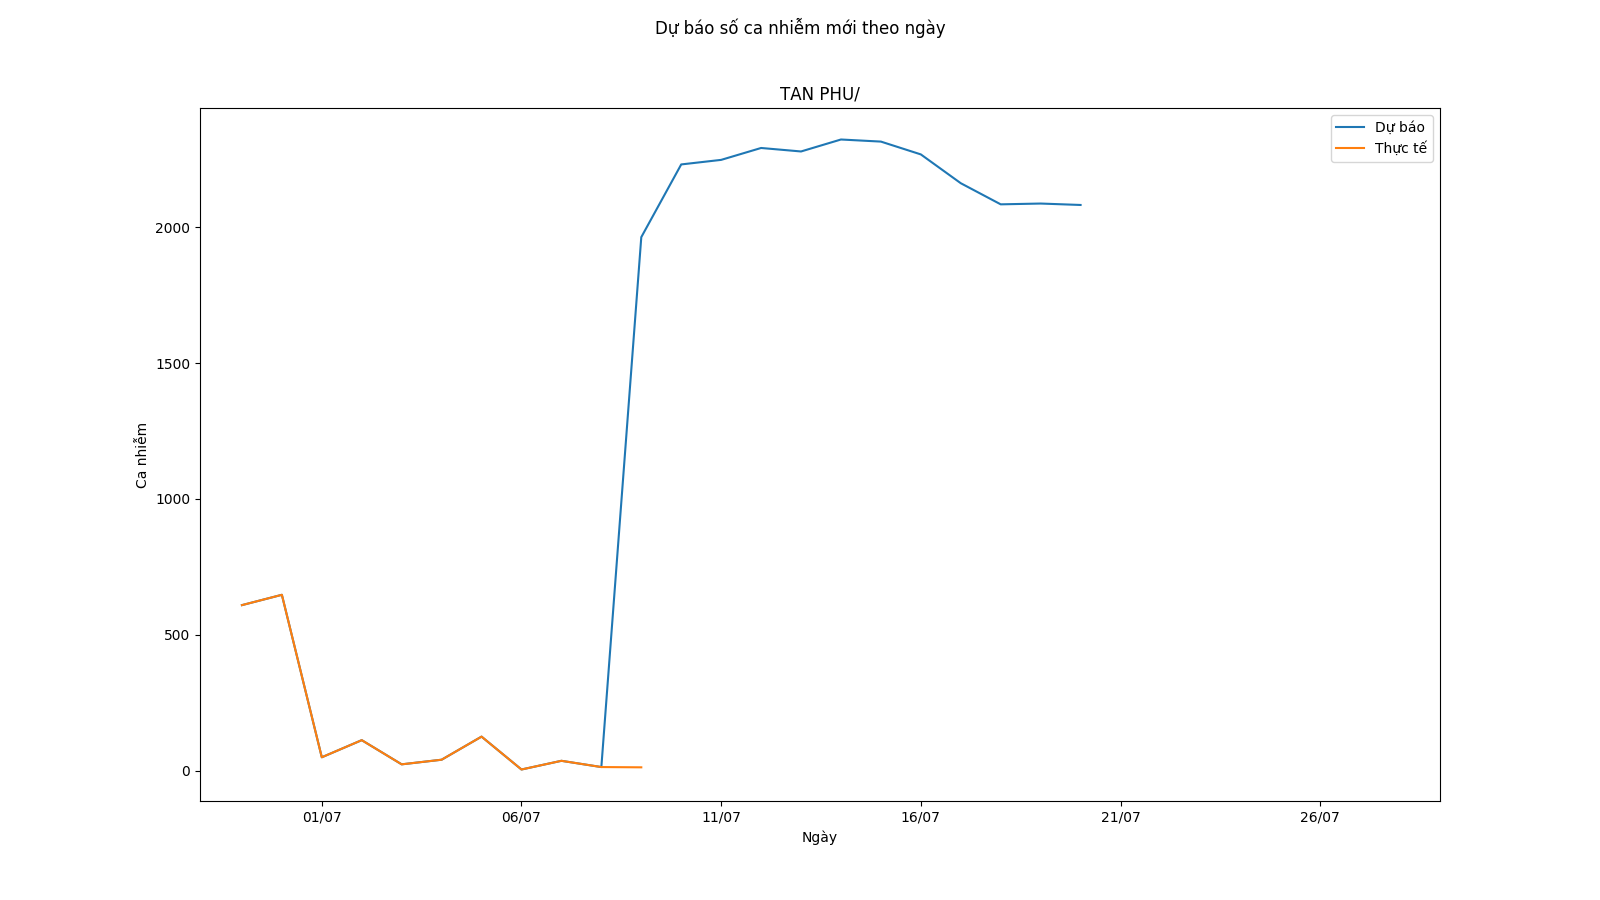 Dự báo số ca nhiễm mới theo ngày
TAN PHU/
Dự báo
Thực tế
2000
1500
1000
500
0
Ca nhiễm
01/07
06/07
11/07
16/07
21/07
26/07
Ngày